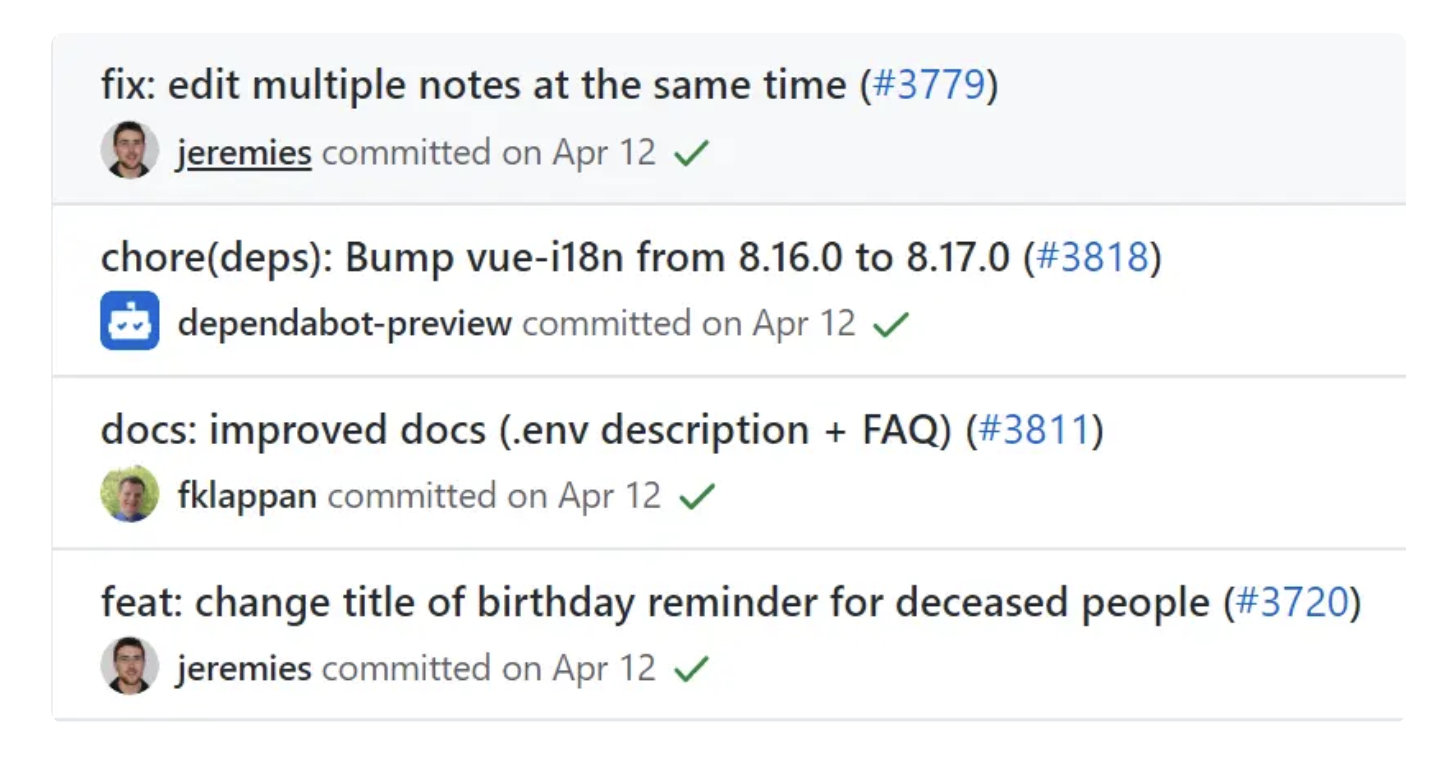 fix: edit multiple notes at the same time (#3779)
jeremies committed on Apr 12
chore(deps): Bump vue-i18n from 8.16.0 to 8.17.0 (#3818)
dependabot-preview committed on Apr 12
docs: improved docs (.env description + FAQ) (#3811)
fklappan committed on Apr 12
feat: change title of birthday reminder for deceased people (#3720)
jeremies committed on Apr 12